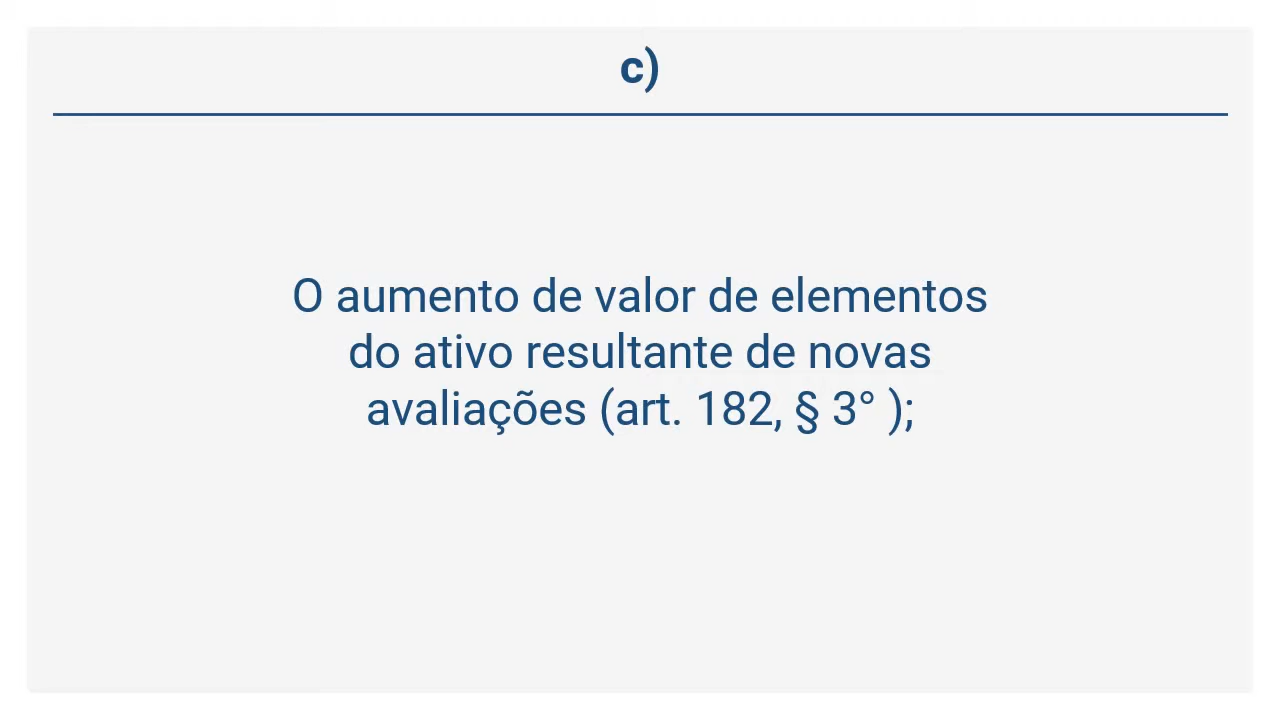 c)
O aumento de valor de elementos
do ativo resultante de novas
avaliações (art. 182, § 3° );